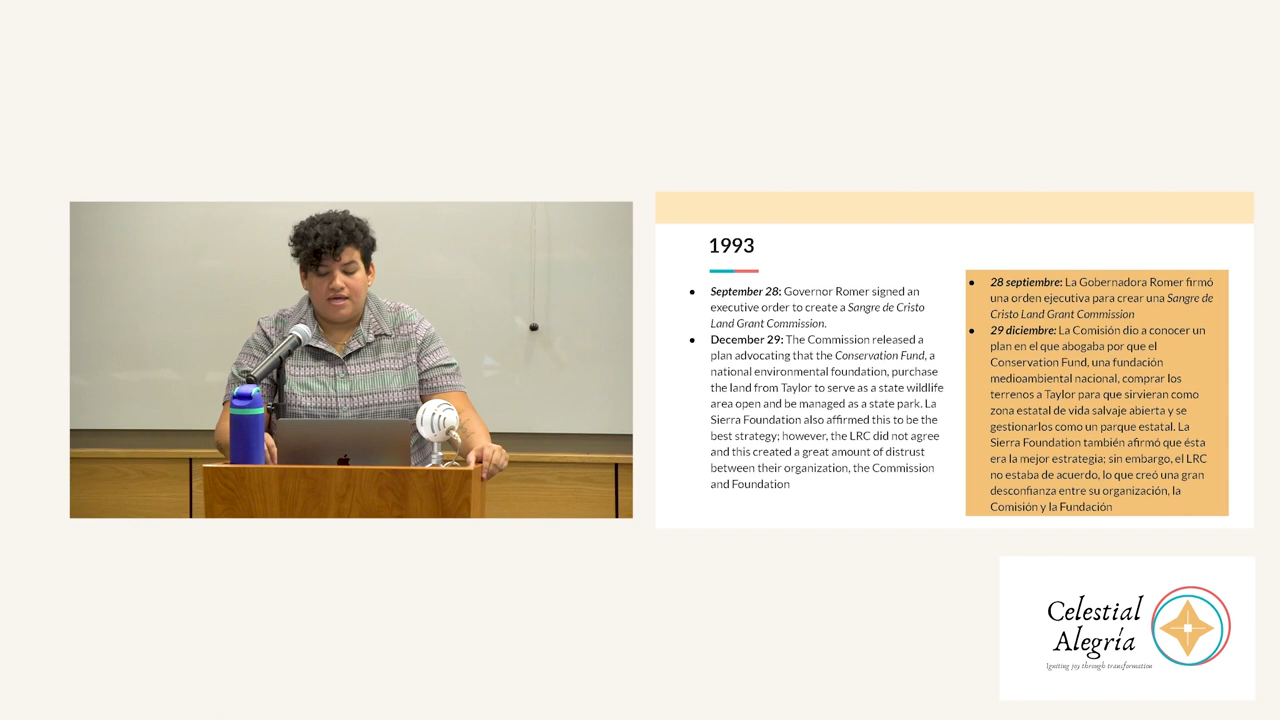 1993
● September 28: Governor Romer signed an
executive order to create a Sangre de Cristo
Land Grant Commission.
● December 29: The Commission released a
plan advocating that the Conservation Fund, a
national environmental foundation, purchase
the land from Taylor to serve as a state wildlife
area open and be managed as a state park. La
Sierra Foundation also affirmed this to be the
best strategy; however, the LRC did not agree
and this created a great amount of distrust
between their organization, the Commission
and Foundation
● 28 septiembre: La Gobernadora Romer firmó
una orden ejecutiva para crear una Sangre de
Cristo Land Grant Commission
● 29 diciembre: La Comisión dio a conocer un
plan en el que abogaba por que el
Conservation Fund, una fundación
medioambiental nacional, comprar los
terrenos a Taylor para que sirvieran como
zona estatal de vida salvaje abierta y se
gestionarlos como un parque estatal. La
Sierra Foundation también afirmó que ésta
era la mejor estrategia; sin embargo, el LRC
no estaba de acuerdo, lo que creó una gran
desconfianza entre su organización, la
Comisión y la Fundación
Celestial
Alegría
Igniting joy through transformation